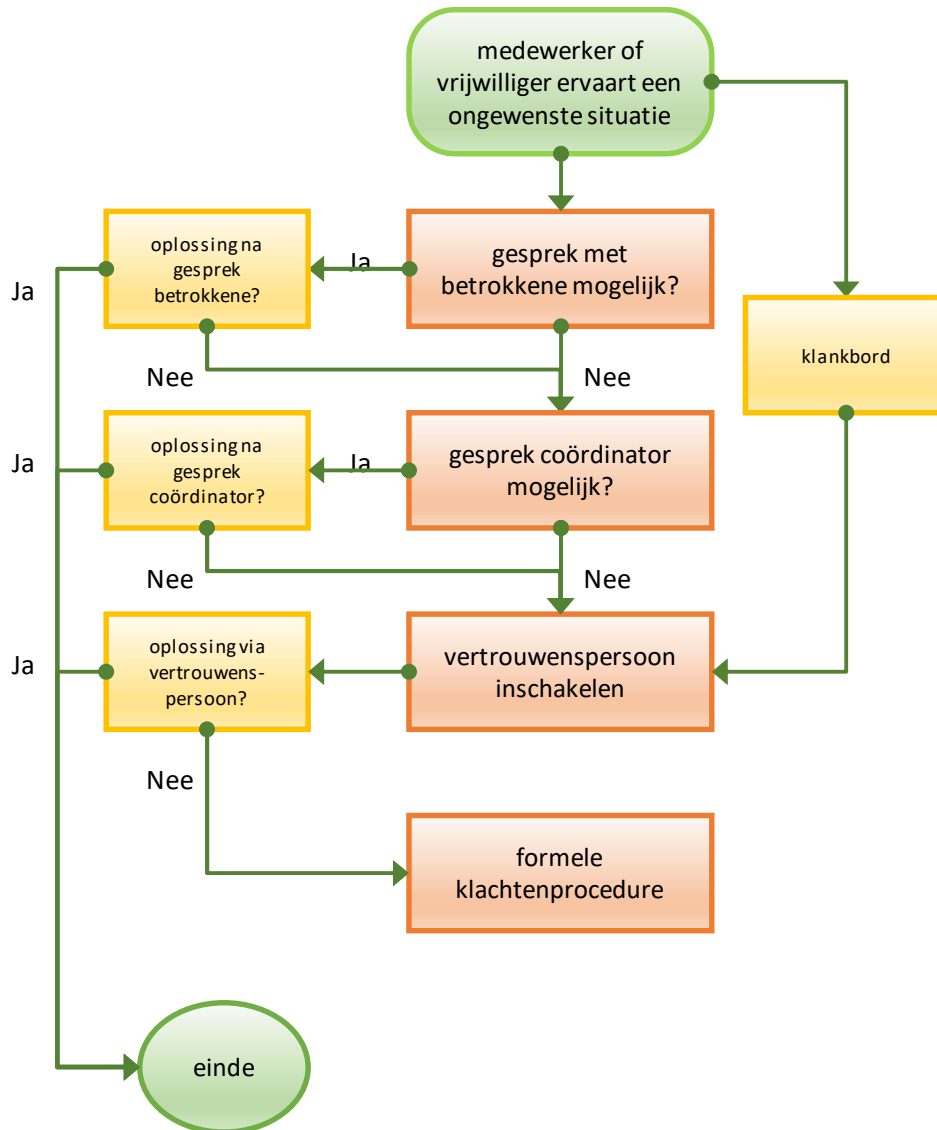 medewerker of
vrijwilliger ervaart een
ongewenste situatie
oplossing na
gesprek
betrokkene?
Ja
gesprek met
betrokkene mogelijk?
Ja
klankbord
Nee
Nee
oplossing na
gesprek
coördinator?
Ja
gesprek coördinator
mogelijk?
Ja
Nee
Nee
oplossing via
vertrouwens-
persoon?
vertrouwenspersoon
inschakelen
Ja
Nee
formele
klachtenprocedure
einde